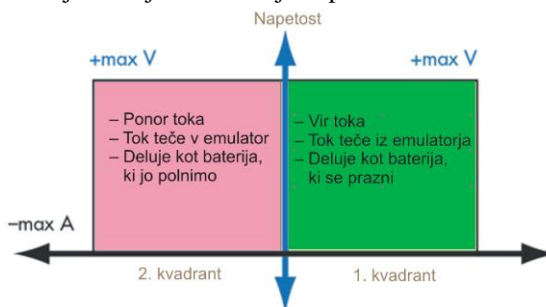 Napetost
+max V
+max V
– Ponor toka
– Tok teče v emulator
– Deluje kot baterija,
ki jo polnimo
– Vir toka
– Tok teče iz emulatorja
– Deluje kot baterija,
ki se prazni
–max A
2. kvadrant
1. kvadrant